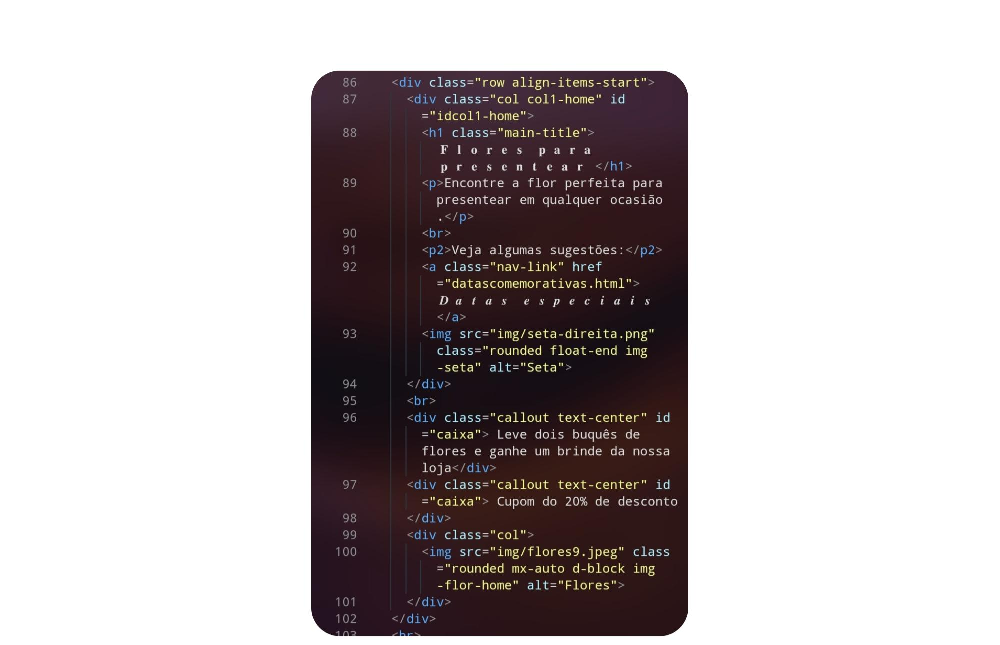 86 <div class="row align-items-start">
87 <div class="col col1-home" id
="idcol1-home">
88 <h1 class="main-title">
𝐅𝐥𝐨𝐫𝐞𝐬 𝐩𝐚𝐫𝐚
𝐩𝐫𝐞𝐬𝐞𝐧𝐭𝐞𝐚𝐫 </h1>
89 <p>Encontre a flor perfeita para
presentear em qualquer ocasião
.</p>
90 <br>
91 <p2>Veja algumas sugestões:</p2>
92 <a class="nav-link" href
="datascomemorativas.html">
𝑫𝒂𝒕𝒂𝒔 𝒆𝒔𝒑𝒆𝒄𝒊𝒂𝒊𝒔
</a>
93 <img src="img/seta-direita.png"
class="rounded float-end img
-seta" alt="Seta">
94 </div>
95 <br>
96 <div class="callout text-center" id
="caixa"> Leve dois buquês de
flores e ganhe um brinde da nossa
loja</div>
97 <div class="callout text-center" id
="caixa"> Cupom do 20% de desconto
98 </div>
99 <div class="col">
100 <img src="img/flores9.jpeg" class
="rounded mx-auto d-block img
-flor-home" alt="Flores">
101 </div>
102 </div>
103 <br>